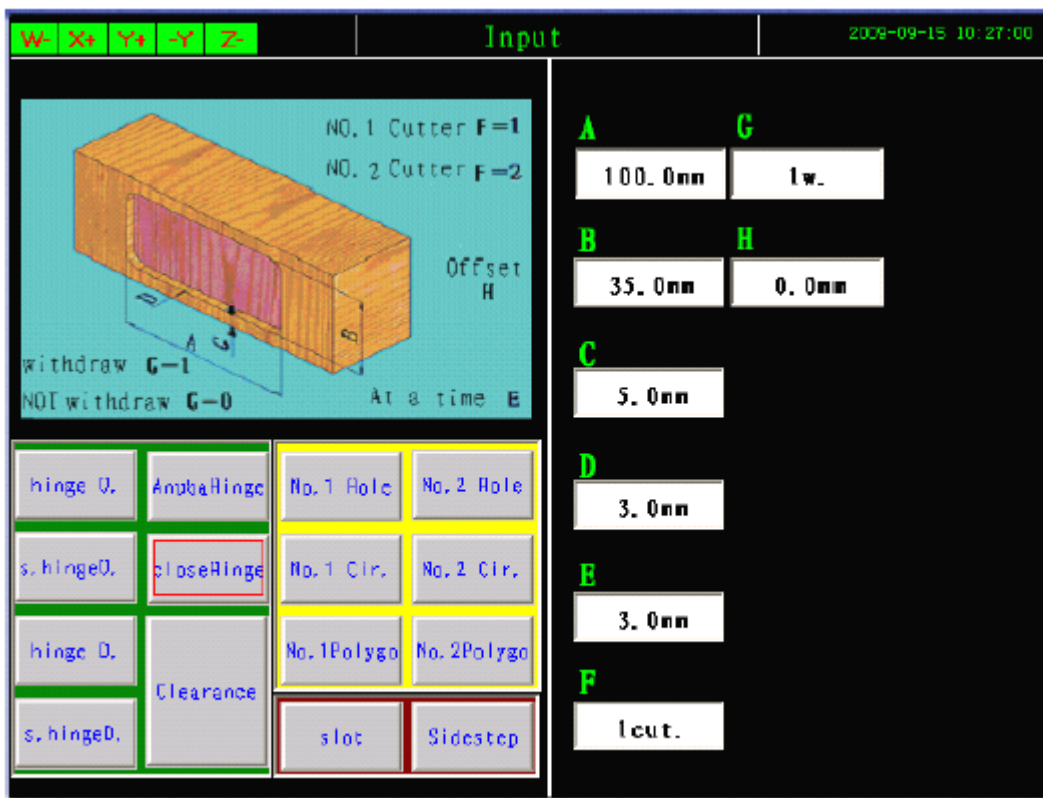 W- X+ Y+ -Y Z-
Input
2009-09-15 10:27:00
NO. 1 Cutter F=1
NO. 2 Cutter F=2
Offset
H
D
A
G
B
withdraw G-1
NOT withdraw G-0
At a time E
A
100.0mm
G
1w.
B
35.0mm
H
0.0mm
C
5.0mm
D
3.0mm
E
3.0mm
F
1cut.
hinge U.
AnubaHinge
s.hingeU.
closeHinge
hinge D.
Clearance
s.hingeD.
No.1 Hole
No.2 Hole
No.1 Cir.
No.2 Cir.
No.1Polygo
No.2Polygo
slot
Sidestep